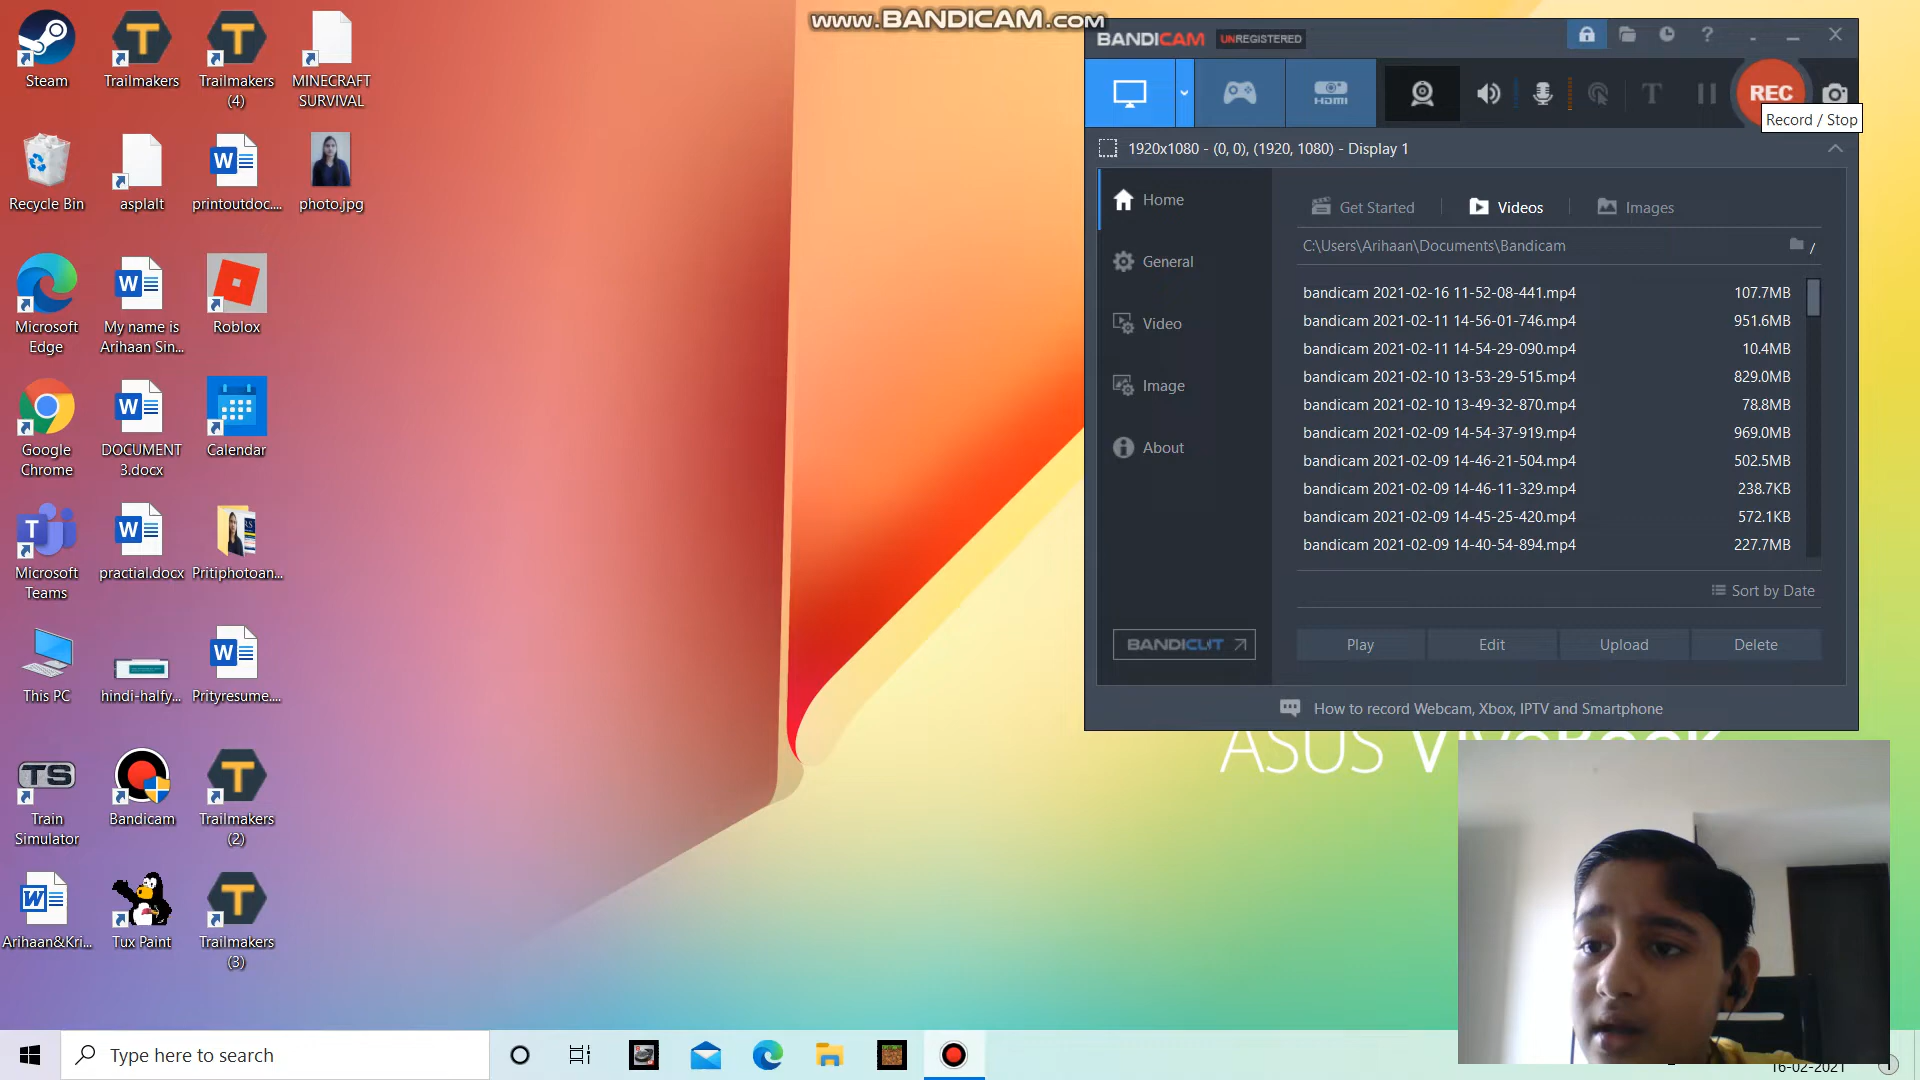 www.BANDICAM.com
Steam
Trailmakers
Trailmakers
(4)
MINECRAFT
SURVIVAL
Recycle Bin
asplalt
printoutdoc....
photo.jpg
Microsoft
Edge
My name is
Arihaan Sin...
Roblox
Google
Chrome
DOCUMENT
3.docx
Calendar
Microsoft
Teams
practial.docx
Pritiphotoan...
This PC
hindi-halfy...
Prityresume....
TS
Train
Simulator
Bandicam
Trailmakers
(2)
Arihaan&Kri...
Tux Paint
Trailmakers
(3)
BANDICAM UNREGISTERED
HDMI
REC
Record / Stop
1920x1080 - (0, 0), (1920, 1080) - Display 1
Home
General
Video
Image
About
BANDICUT
Get Started
Videos
Images
C:\Users\Arihaan\Documents\Bandicam
bandicam 2021-02-16 11-52-08-441.mp4 107.7MB
bandicam 2021-02-11 14-56-01-746.mp4 951.6MB
bandicam 2021-02-11 14-54-29-090.mp4 10.4MB
bandicam 2021-02-10 13-53-29-515.mp4 829.0MB
bandicam 2021-02-10 13-49-32-870.mp4 78.8MB
bandicam 2021-02-09 14-54-37-919.mp4 969.0MB
bandicam 2021-02-09 14-46-21-504.mp4 502.5MB
bandicam 2021-02-09 14-46-11-329.mp4 238.7KB
bandicam 2021-02-09 14-45-25-420.mp4 572.1KB
bandicam 2021-02-09 14-40-54-894.mp4 227.7MB
Sort by Date
Play Edit Upload Delete
How to record Webcam, Xbox, IPTV and Smartphone
ASUS VIVOBOOK
Type here to search
16-02-2021